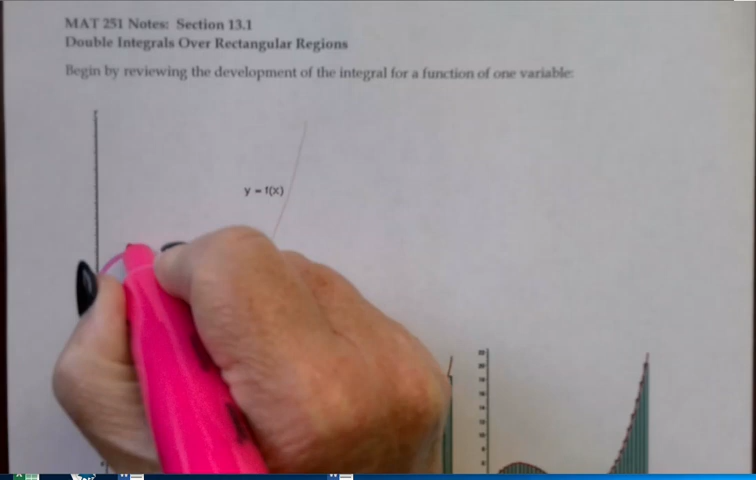 MAT 251 Notes: Section 13.1
Double Integrals Over Rectangular Regions
Begin by reviewing the development of the integral for a function of one variable:
y = f(x)